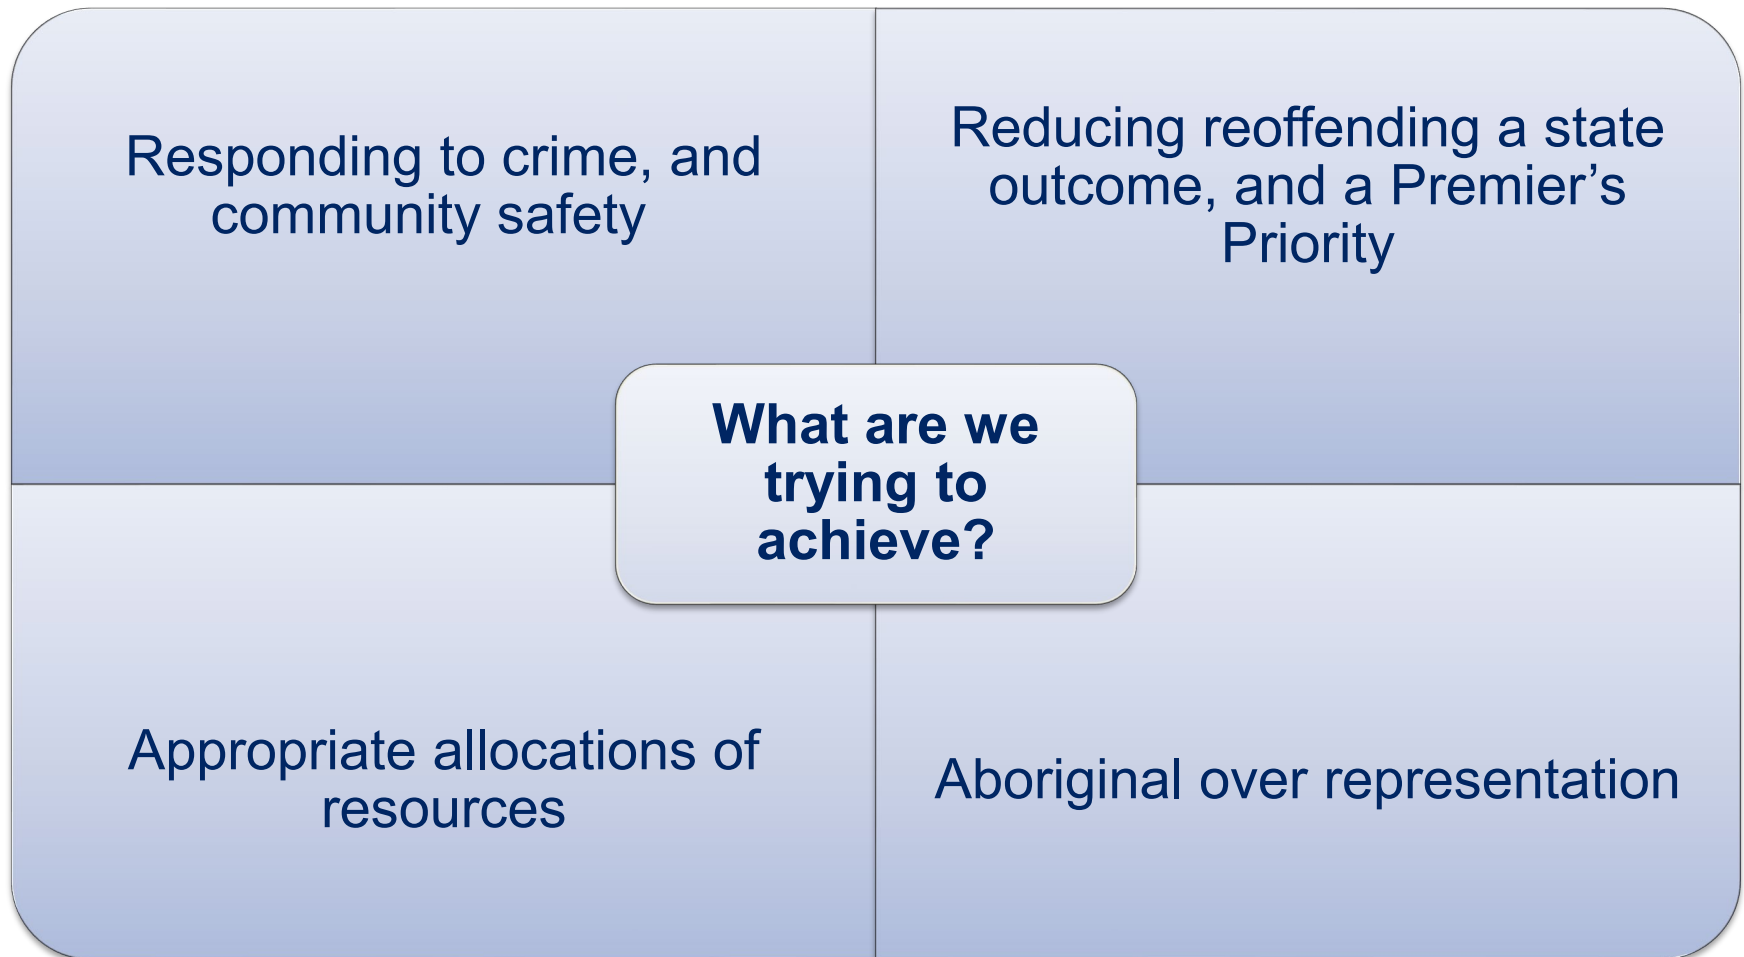 Responding to crime, and
community safety
Reducing reoffending a state
outcome, and a Premier’s
Priority
What are we
trying to
achieve?
Appropriate allocations of
resources
Aboriginal over representation